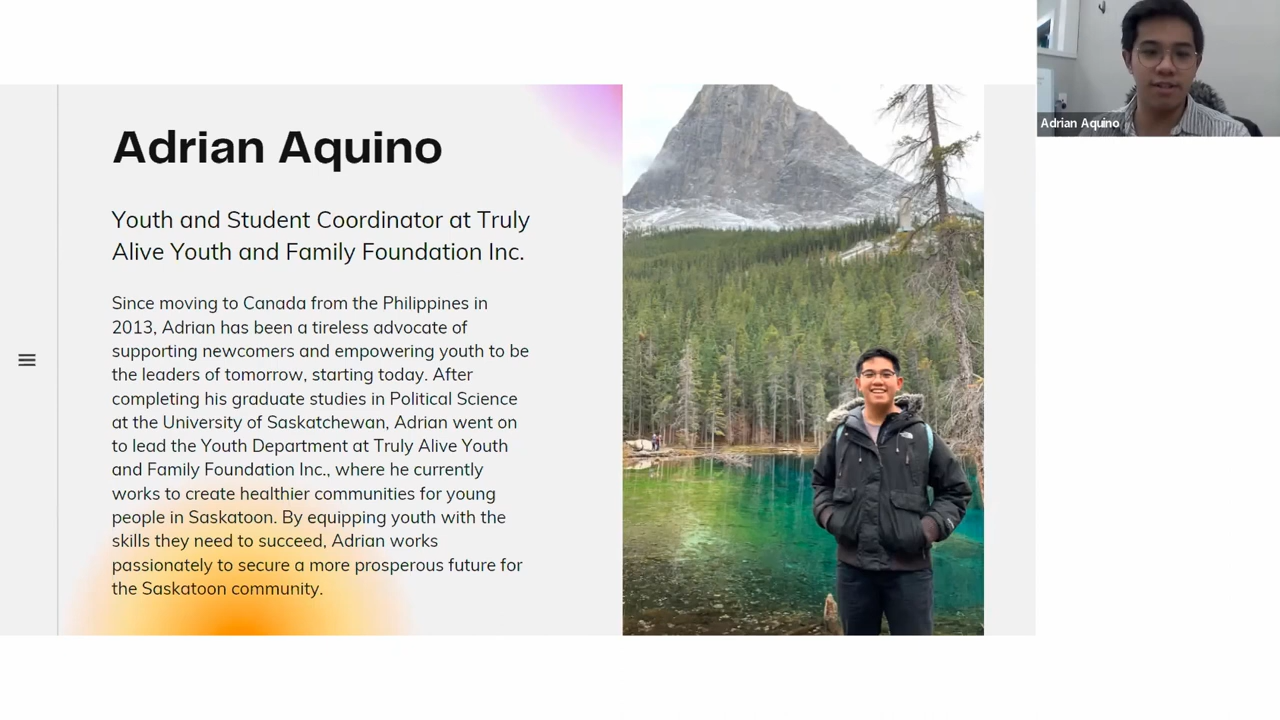 Adrian Aquino
Youth and Student Coordinator at Truly
Alive Youth and Family Foundation Inc.
Since moving to Canada from the Philippines in
2013, Adrian has been a tireless advocate of
supporting newcomers and empowering youth to be
the leaders of tomorrow, starting today. After
completing his graduate studies in Political Science
at the University of Saskatchewan, Adrian went on
to lead the Youth Department at Truly Alive Youth
and Family Foundation Inc., where he currently
works to create healthier communities for young
people in Saskatoon. By equipping youth with the
skills they need to succeed, Adrian works
passionately to secure a more prosperous future for
the Saskatoon community.
Adrian Aquino